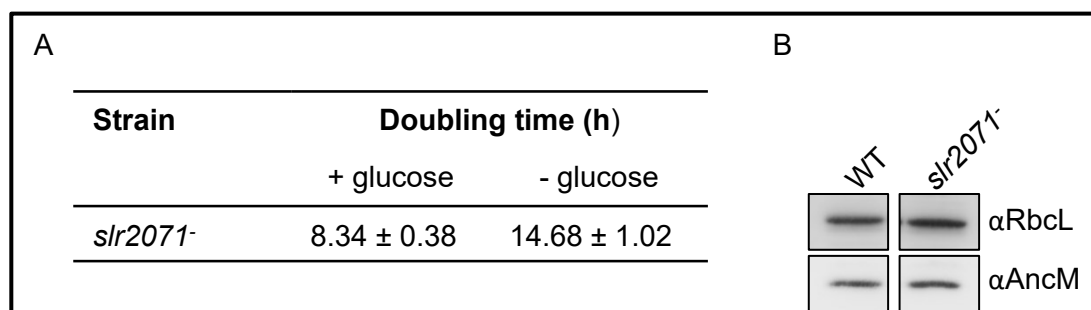 A
Strain Doubling time (h)
+ glucose - glucose
slr2071- 8.34 ± 0.38 14.68 ± 1.02
B
WT slr2071-
αRbcL
αAncM